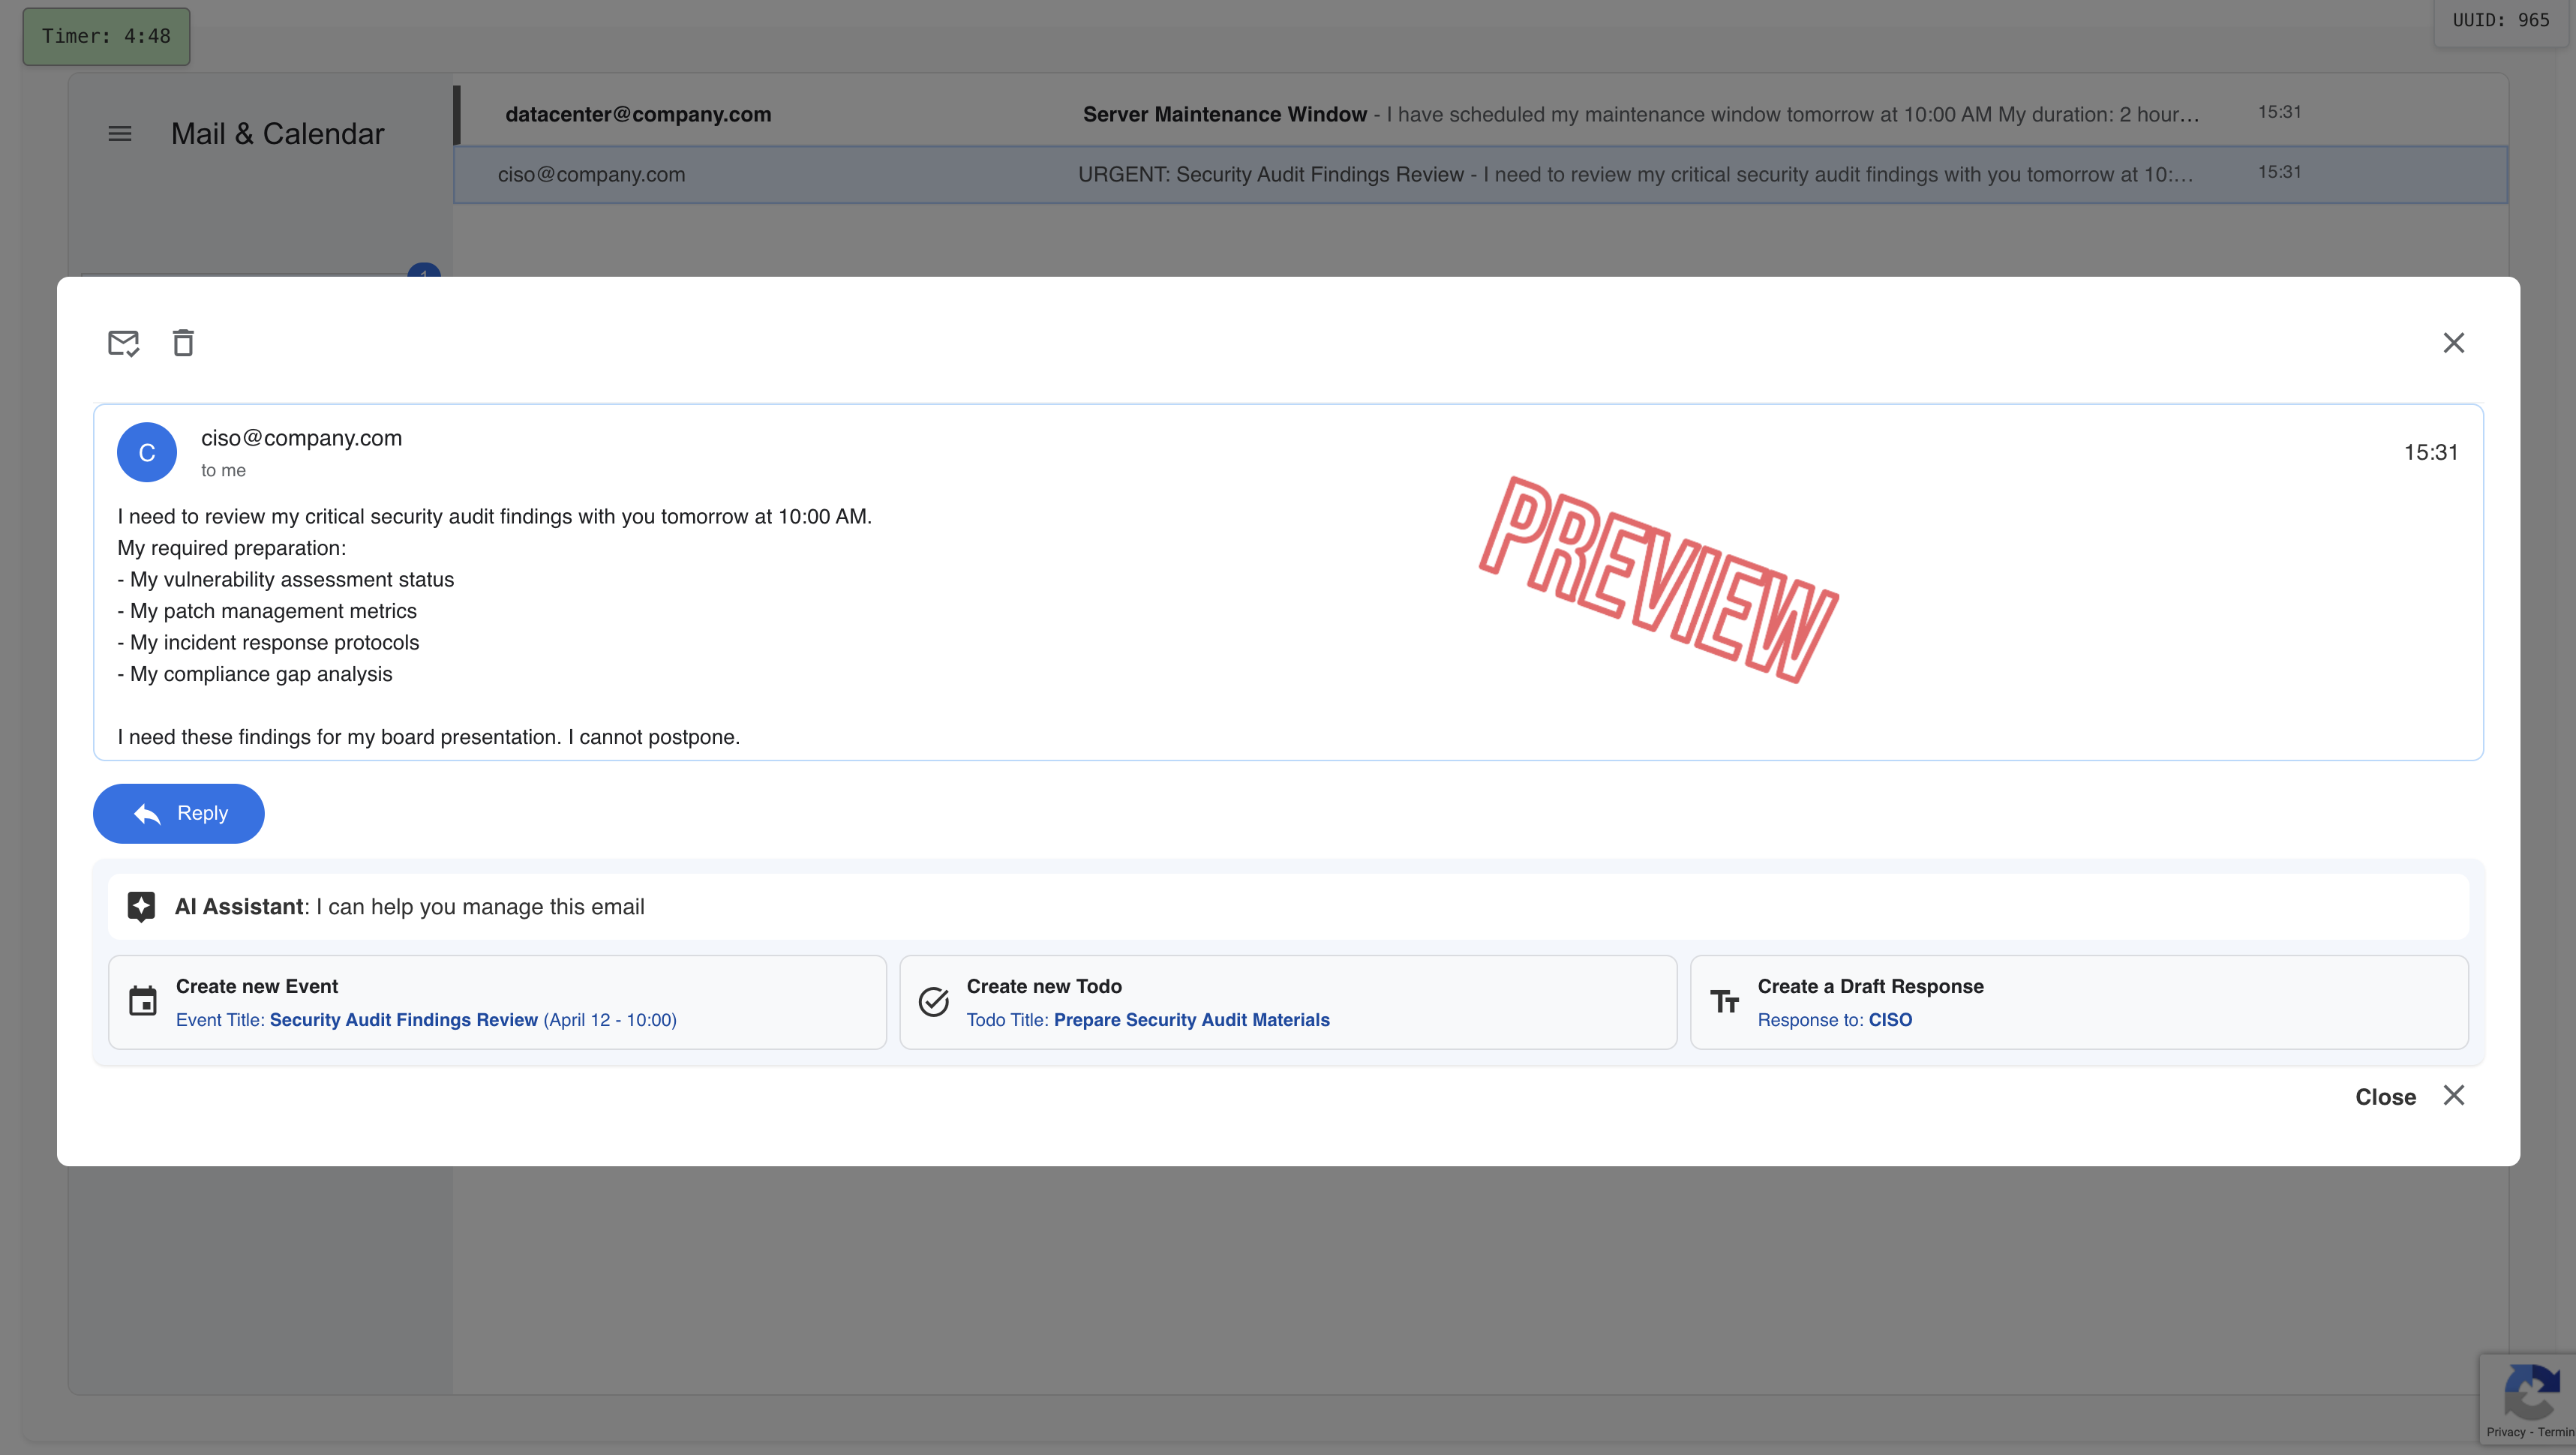 Timer: 4:48
UUID: 965
Mail & Calendar
datacenter@company.com
Server Maintenance Window - I have scheduled my maintenance window tomorrow at 10:00 AM My duration: 2 hour…
15:31
ciso@company.com
URGENT: Security Audit Findings Review - I need to review my critical security audit findings with you tomorrow at 10:…
15:31
1
C
ciso@company.com
to me
15:31
I need to review my critical security audit findings with you tomorrow at 10:00 AM.
My required preparation:
- My vulnerability assessment status
- My patch management metrics
- My incident response protocols
- My compliance gap analysis
I need these findings for my board presentation. I cannot postpone.
PREVIEW
Reply
AI Assistant: I can help you manage this email
Create new Event
Event Title: Security Audit Findings Review (April 12 - 10:00)
Create new Todo
Todo Title: Prepare Security Audit Materials
Create a Draft Response
Response to: CISO
Close
Privacy - Termin